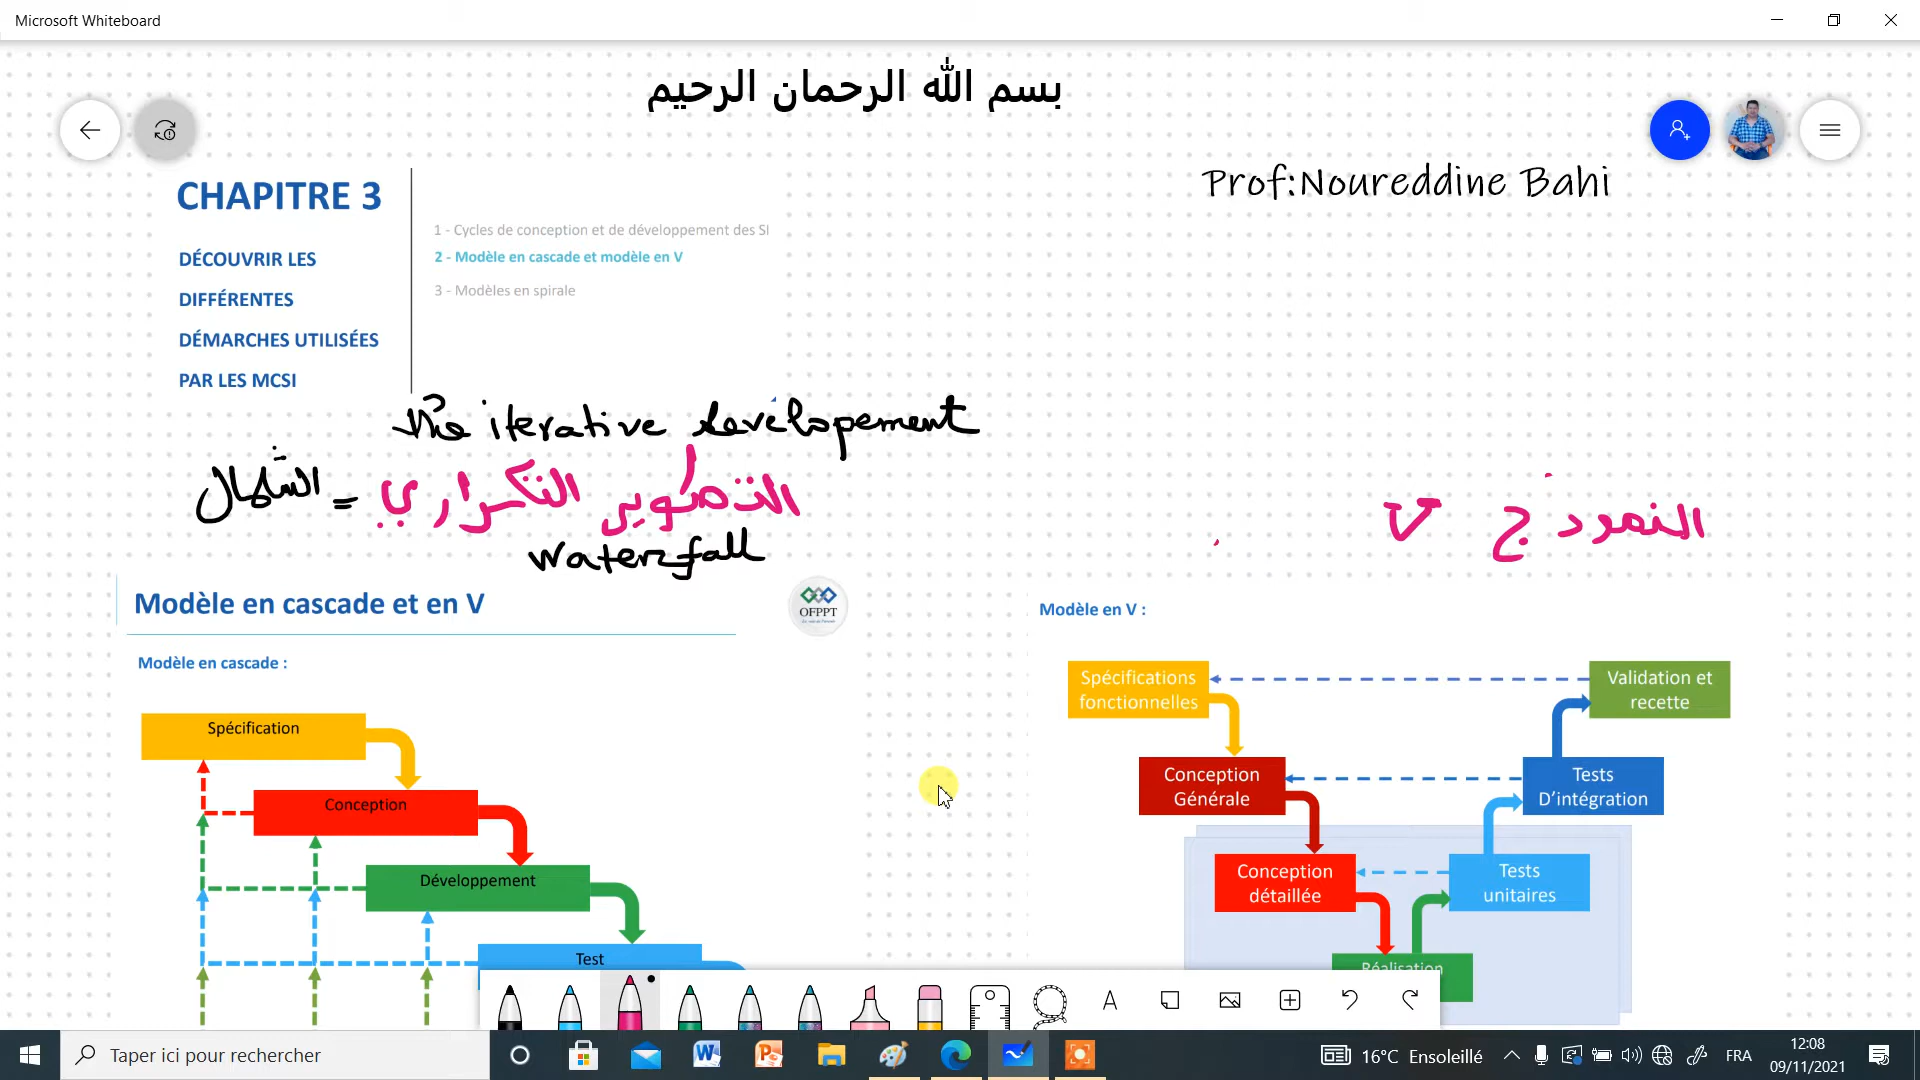 Microsoft Whiteboard
بسم الله الرحمان الرحيم
Prof:Noureddine Bahi
CHAPITRE 3
DÉCOUVRIR LES
DIFFÉRENTES
DÉMARCHES UTILISÉES
PAR LES MCSI
1 - Cycles de conception et de développement des SI
2 - Modèle en cascade et modèle en V
3 - Modèles en spirale
The iterative developement
التطوير التكراري =
waterfall
النمودج V
Modèle en cascade et en V
OFPPT
Modèle en cascade :
Spécification
Conception
Développement
Test
Modèle en V :
Spécifications
fonctionnelles
Validation et
recette
Conception
Générale
Tests
D'intégration
Conception
détaillée
Tests
unitaires
Réalisation
Taper ici pour rechercher
16°C Ensoleillé
FRA
12:08
09/11/2021